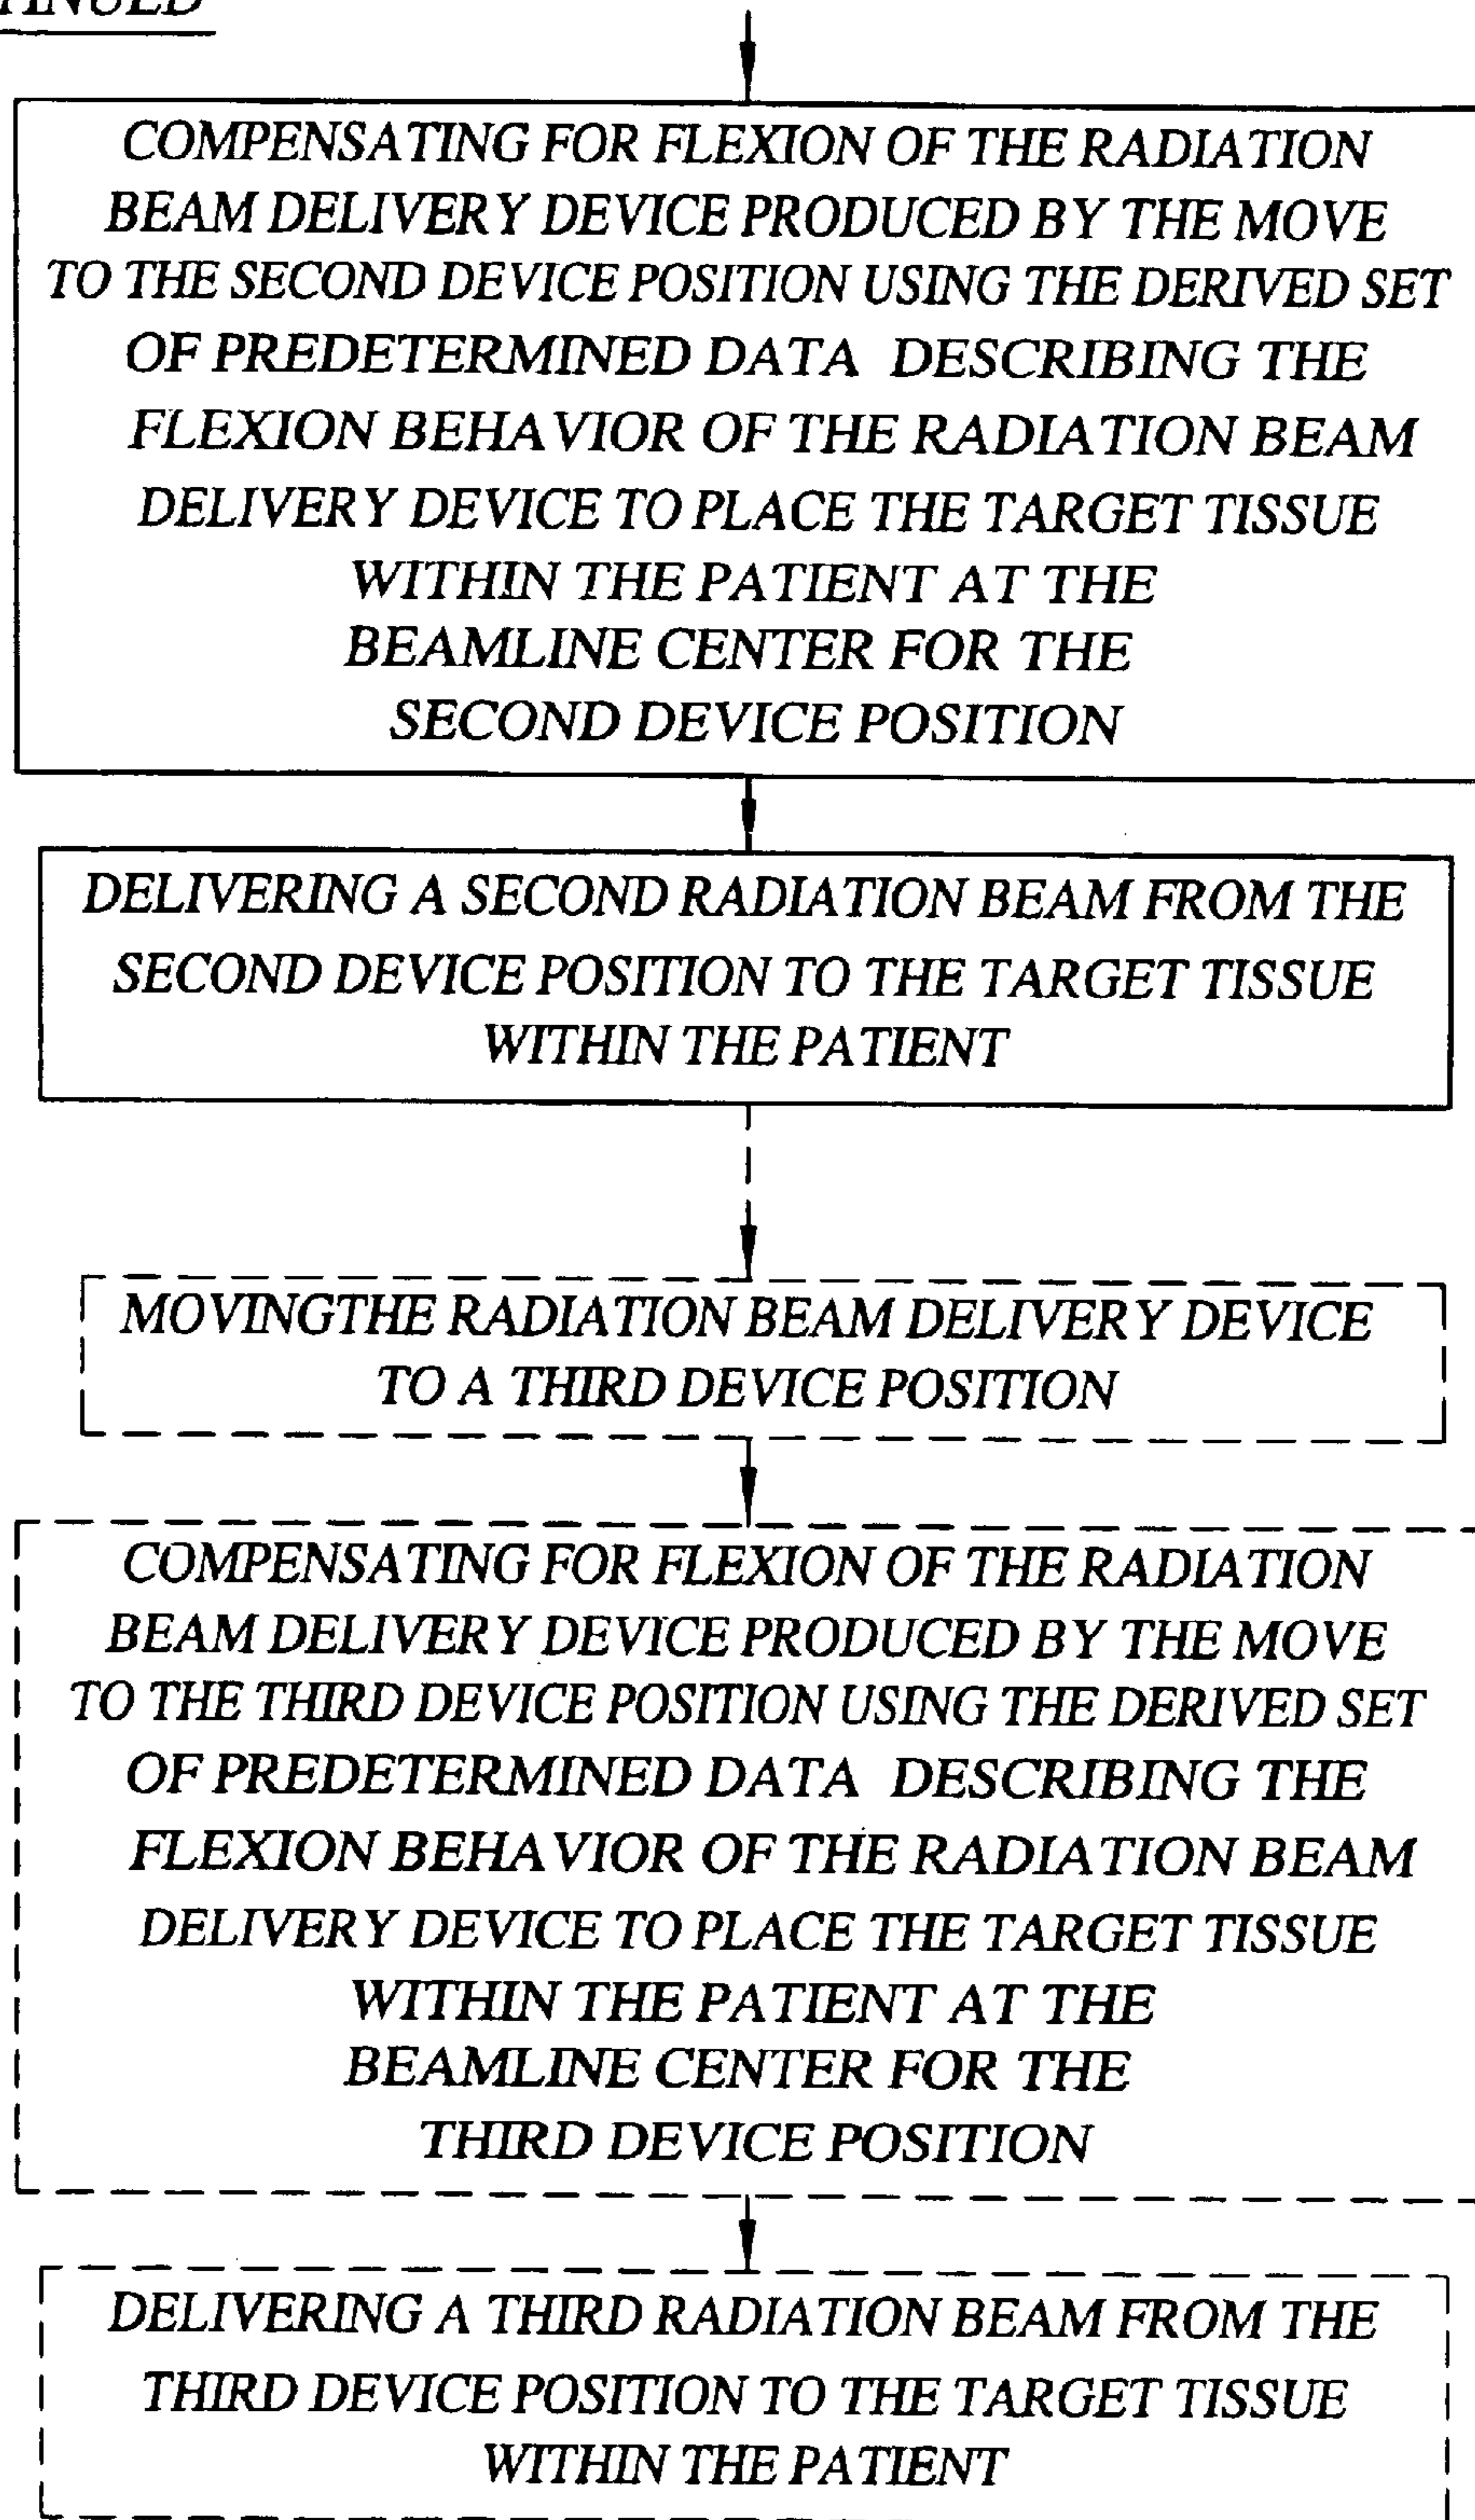 COMPENSATING FOR FLEXION OF THE RADIATION
BEAM DELIVERY DEVICE PRODUCED BY THE MOVE
TO THE SECOND DEVICE POSITION USING THE DERIVED SET
OF PREDETERMINED DATA DESCRIBING THE
FLEXION BEHAVIOR OF THE RADIATION BEAM
DELIVERY DEVICE TO PLACE THE TARGET TISSUE
WITHIN THE PATIENT AT THE
BEAMLINE CENTER FOR THE
SECOND DEVICE POSITION
DELIVERING A SECOND RADIATION BEAM FROM THE
SECOND DEVICE POSITION TO THE TARGET TISSUE
WITHIN THE PATIENT
MOVINGTHE RADIATION BEAM DELIVERY DEVICE
TO A THIRD DEVICE POSITION
COMPENSATING FOR FLEXION OF THE RADIATION
BEAM DELIVERY DEVICE PRODUCED BY THE MOVE
TO THE THIRD DEVICE POSITION USING THE DERIVED SET
OF PREDETERMINED DATA DESCRIBING THE
FLEXION BEHAVIOR OF THE RADIATION BEAM
DELIVERY DEVICE TO PLACE THE TARGET TISSUE
WITHIN THE PATIENT AT THE
BEAMLINE CENTER FOR THE
THIRD DEVICE POSITION
DELIVERING A THIRD RADIATION BEAM FROM THE
THIRD DEVICE POSITION TO THE TARGET TISSUE
WITHIN THE PATIENT